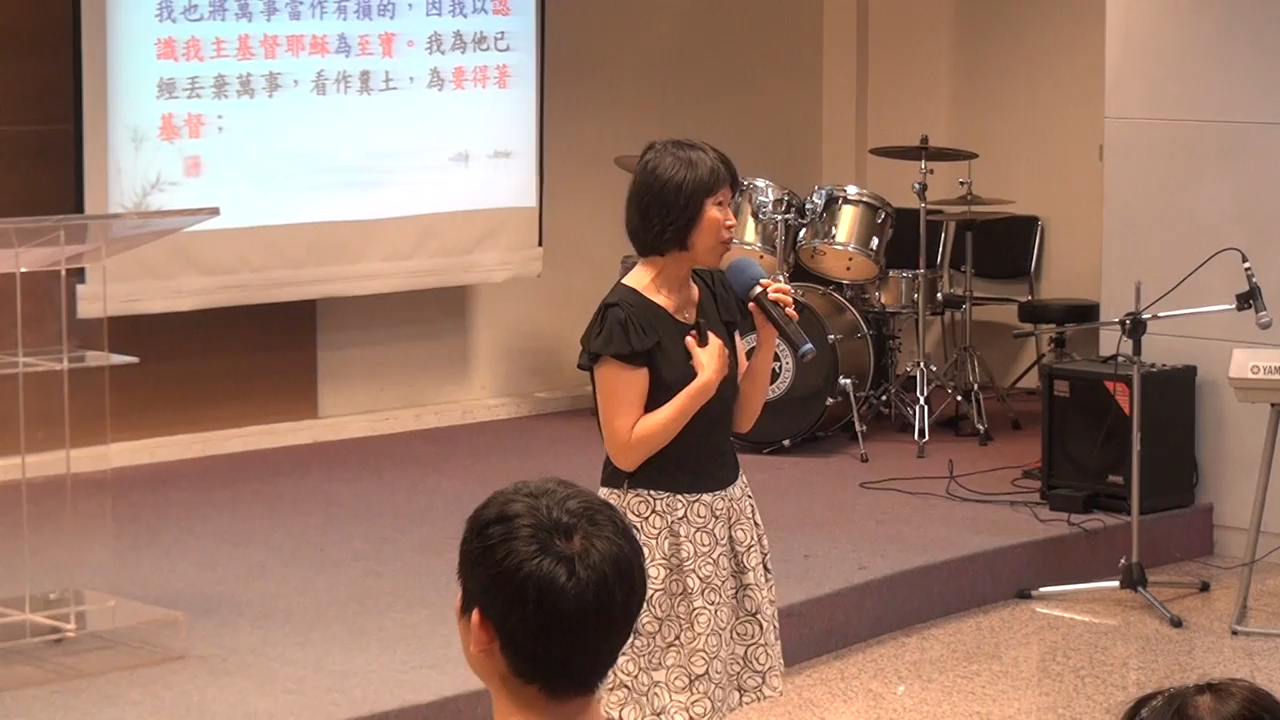 我也將萬事當作有損的，因我以認
識我主基督耶穌為至寶。我為他已
經丟棄萬事，看作糞土，為要得著
基督；
YAM